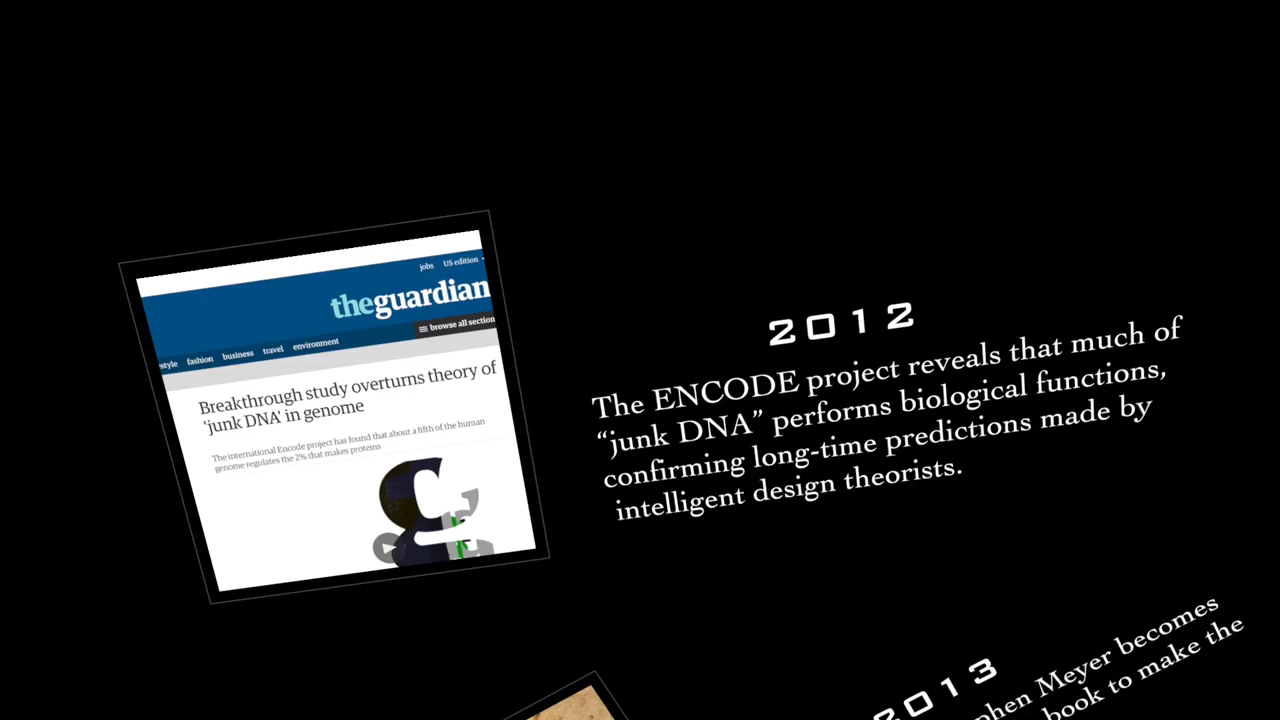 jobs US edition
theguardian
browse all section
style fashion business travel environment
Breakthrough study overturns theory of
'junk DNA' in genome
The international Encode project has found that about a fifth of the human
genome regulates the 2% that makes proteins
g
2012
The ENCODE project reveals that much of
“junk DNA” performs biological functions,
confirming long-time predictions made by
intelligent design theorists.
2013
phen Meyer becomes
book to make the